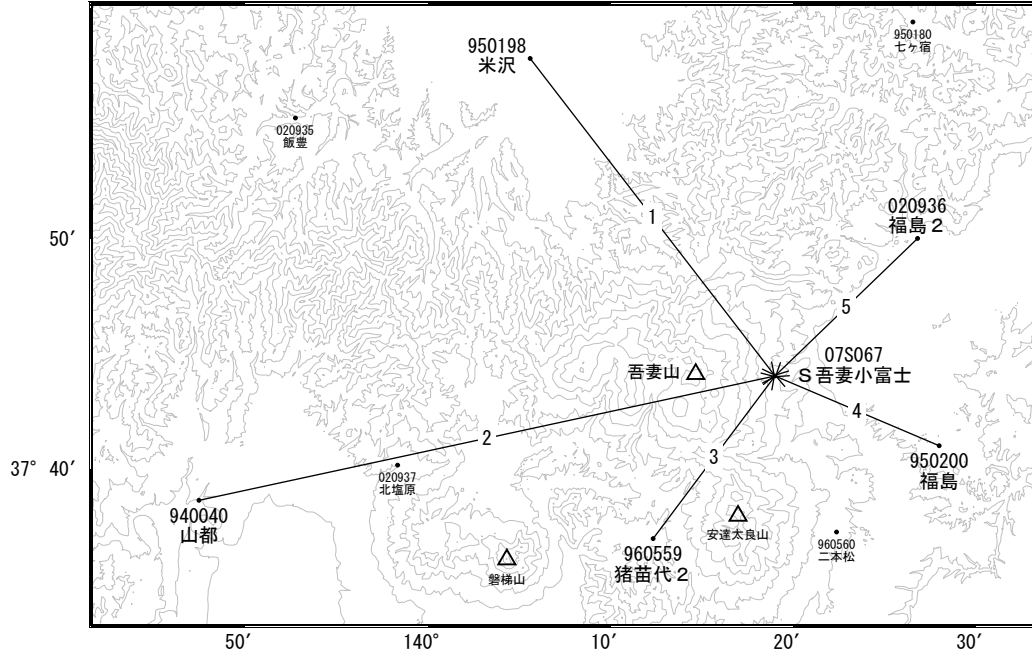 950180
七ヶ宿
950198
米沢
020935
飯豊
020936
福島2
50′
1
5
07S067
S吾妻小富士
吾妻山
4
2
3
37° 40′
020937
北塩原
950200
福島
940040
山都
安達太良山
960559
猪苗代2
960560
二本松
磐梯山
50′
140°
10′
20′
30′